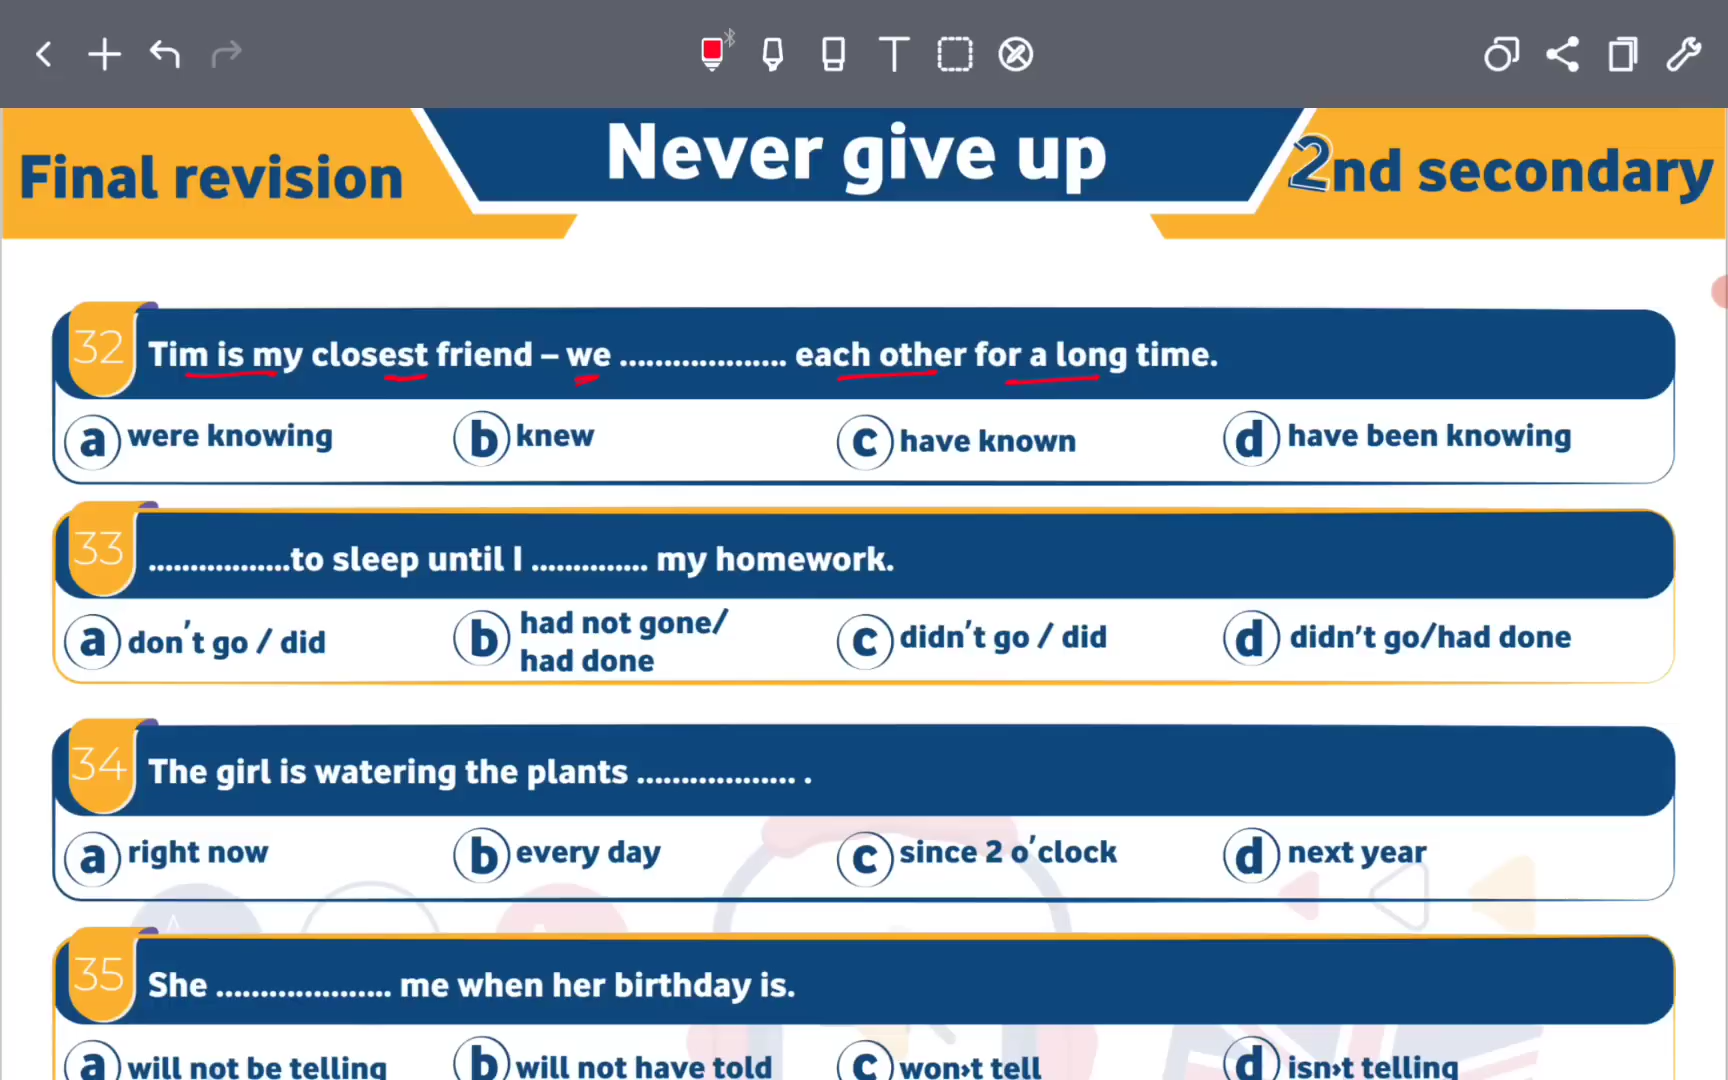 Final revision
Never give up
2nd secondary
32 Tim is my closest friend – we ................... each other for a long time.
a were knowing b knew c have known d have been knowing
33 .................to sleep until I .............. my homework.
a don't go / did b had not gone/ had done c didn't go / did d didn't go/had done
34 The girl is watering the plants ................... .
a right now b every day c since 2 o'clock d next year
35 She ..................... me when her birthday is.
a will not be telling b will not have told c won›t tell d isn›t telling